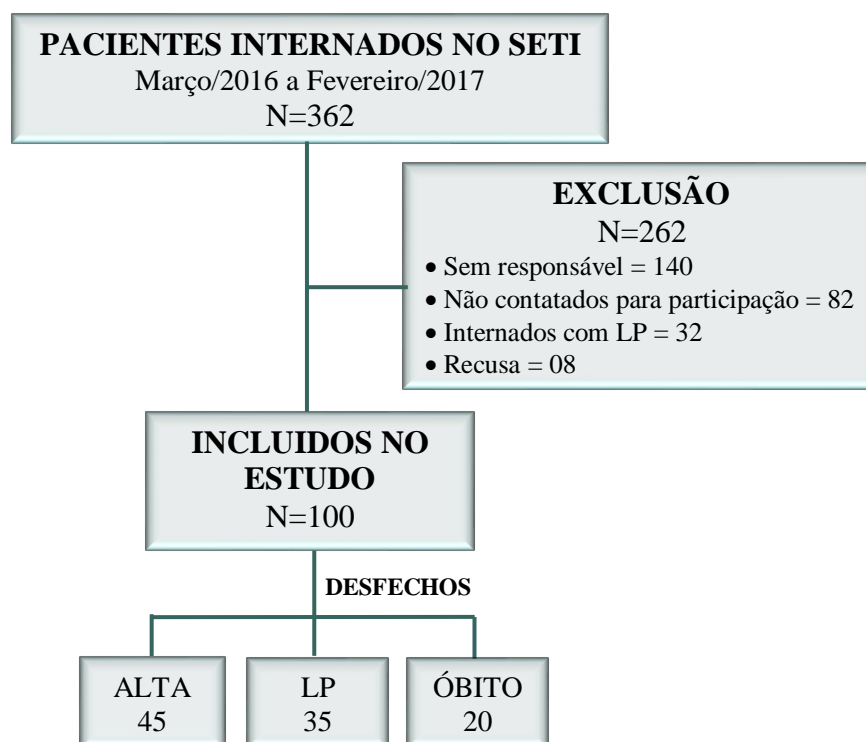 PACIENTES INTERNADOS NO SETI
Março/2016 a Fevereiro/2017
N=362
EXCLUSÃO
N=262
• Sem responsável = 140
• Não contatados para participação = 82
• Internados com LP = 32
• Recusa = 08
INCLUIDOS NO
ESTUDO
N=100
DESFECHOS
ALTA
45
LP
35
ÓBITO
20